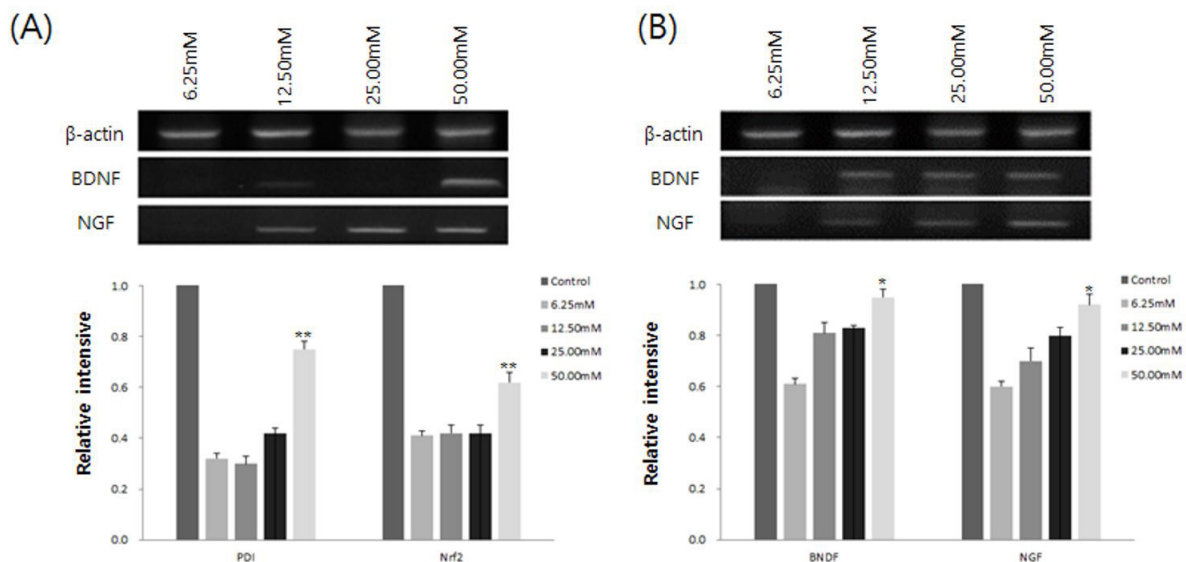 (A)
6.25mM
12.50mM
25.00mM
50.00mM
β-actin
BDNF
NGF
Relative intensive
1.0
0.8
0.6
0.4
0.2
0.0
**
**
PDI
Nrf2
Control
6.25mM
12.50mM
25.00mM
50.00mM
(B)
6.25mM
12.50mM
25.00mM
50.00mM
β-actin
BDNF
NGF
Relative intensive
1.0
0.8
0.6
0.4
0.2
0.0
*
*
BNDF
NGF
Control
6.25mM
12.50mM
25.00mM
50.00mM